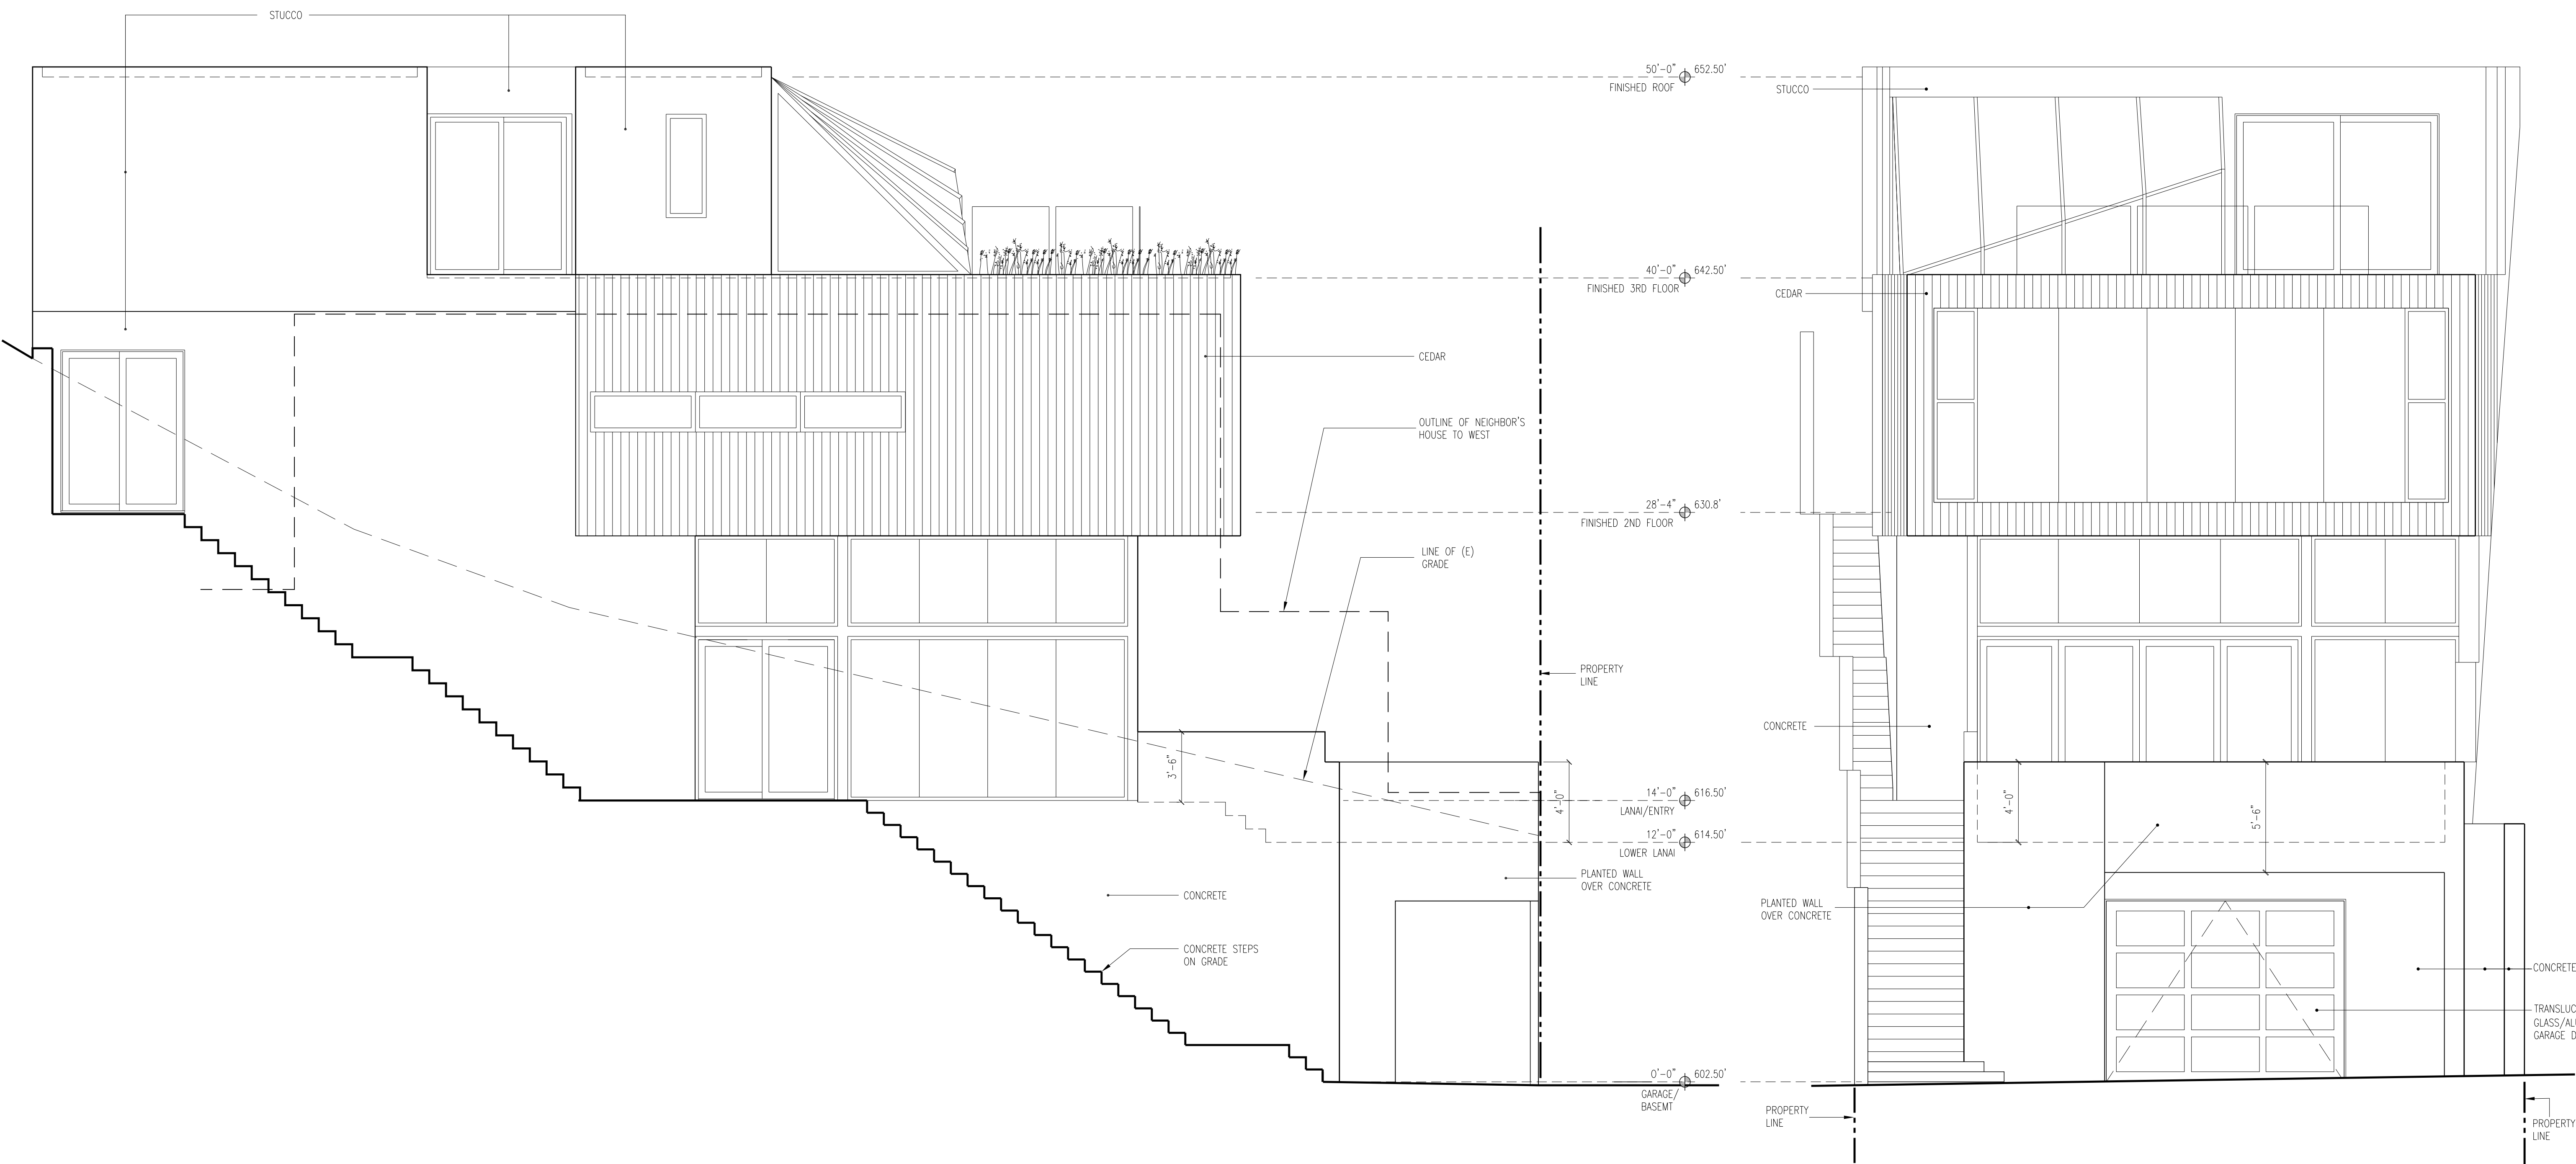 STUCCO
50'-0" 652.50'
FINISHED ROOF
STUCCO
40'-0" 642.50'
FINISHED 3RD FLOOR
CEDAR
CEDAR
OUTLINE OF NEIGHBOR'S
HOUSE TO WEST
28'-4" 630.8'
FINISHED 2ND FLOOR
LINE OF (E)
GRADE
PROPERTY
LINE
CONCRETE
3'-6"
4'-0"
14'-0" 616.50'
LANAI/ENTRY
12'-0" 614.50'
LOWER LANAI
4'-0"
5'-6"
PLANTED WALL
OVER CONCRETE
CONCRETE
PLANTED WALL
OVER CONCRETE
CONCRETE STEPS
ON GRADE
CONCRETE
TRANSLUC
GLASS/AL
GARAGE D
0'-0" 602.50'
GARAGE/
BASEMT
PROPERTY
LINE
PROPERTY
LINE